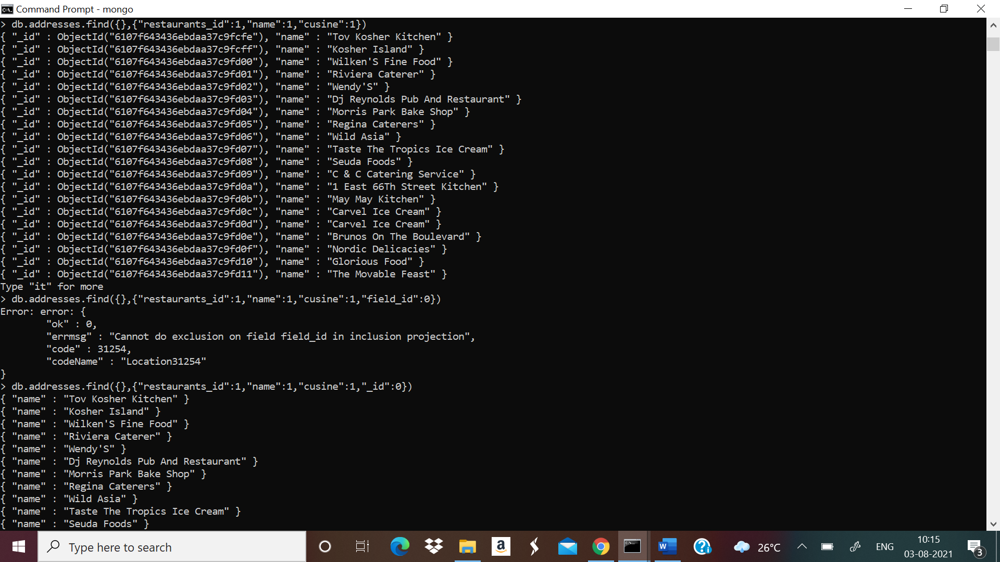 Command Prompt - mongo
> db.addresses.find({},{"restaurants_id":1,"name":1,"cusine":1})
{ "_id" : ObjectId("6107f643436ebdaa37c9fcfe"), "name" : "Tov Kosher Kitchen" }
{ "_id" : ObjectId("6107f643436ebdaa37c9fcff"), "name" : "Kosher Island" }
{ "_id" : ObjectId("6107f643436ebdaa37c9fd00"), "name" : "Wilken'S Fine Food" }
{ "_id" : ObjectId("6107f643436ebdaa37c9fd01"), "name" : "Riviera Caterer" }
{ "_id" : ObjectId("6107f643436ebdaa37c9fd02"), "name" : "Wendy'S" }
{ "_id" : ObjectId("6107f643436ebdaa37c9fd03"), "name" : "Dj Reynolds Pub And Restaurant" }
{ "_id" : ObjectId("6107f643436ebdaa37c9fd04"), "name" : "Morris Park Bake Shop" }
{ "_id" : ObjectId("6107f643436ebdaa37c9fd05"), "name" : "Regina Caterers" }
{ "_id" : ObjectId("6107f643436ebdaa37c9fd06"), "name" : "Wild Asia" }
{ "_id" : ObjectId("6107f643436ebdaa37c9fd07"), "name" : "Taste The Tropics Ice Cream" }
{ "_id" : ObjectId("6107f643436ebdaa37c9fd08"), "name" : "Seuda Foods" }
{ "_id" : ObjectId("6107f643436ebdaa37c9fd09"), "name" : "C & C Catering Service" }
{ "_id" : ObjectId("6107f643436ebdaa37c9fd0a"), "name" : "1 East 66Th Street Kitchen" }
{ "_id" : ObjectId("6107f643436ebdaa37c9fd0b"), "name" : "May May Kitchen" }
{ "_id" : ObjectId("6107f643436ebdaa37c9fd0c"), "name" : "Carvel Ice Cream" }
{ "_id" : ObjectId("6107f643436ebdaa37c9fd0d"), "name" : "Carvel Ice Cream" }
{ "_id" : ObjectId("6107f643436ebdaa37c9fd0e"), "name" : "Brunos On The Boulevard" }
{ "_id" : ObjectId("6107f643436ebdaa37c9fd0f"), "name" : "Nordic Delicacies" }
{ "_id" : ObjectId("6107f643436ebdaa37c9fd10"), "name" : "Glorious Food" }
{ "_id" : ObjectId("6107f643436ebdaa37c9fd11"), "name" : "The Movable Feast" }
Type "it" for more
> db.addresses.find({},{"restaurants_id":1,"name":1,"cusine":1,"field_id":0})
Error: error: {
"ok" : 0,
"errmsg" : "Cannot do exclusion on field field_id in inclusion projection",
"code" : 31254,
"codeName" : "Location31254"
}
> db.addresses.find({},{"restaurants_id":1,"name":1,"cusine":1,"_id":0})
{ "name" : "Tov Kosher Kitchen" }
{ "name" : "Kosher Island" }
{ "name" : "Wilken'S Fine Food" }
{ "name" : "Riviera Caterer" }
{ "name" : "Wendy'S" }
{ "name" : "Dj Reynolds Pub And Restaurant" }
{ "name" : "Morris Park Bake Shop" }
{ "name" : "Regina Caterers" }
{ "name" : "Wild Asia" }
{ "name" : "Taste The Tropics Ice Cream" }
{ "name" : "Seuda Foods" }
Type here to search
26°C
ENG
10:15
03-08-2021
3